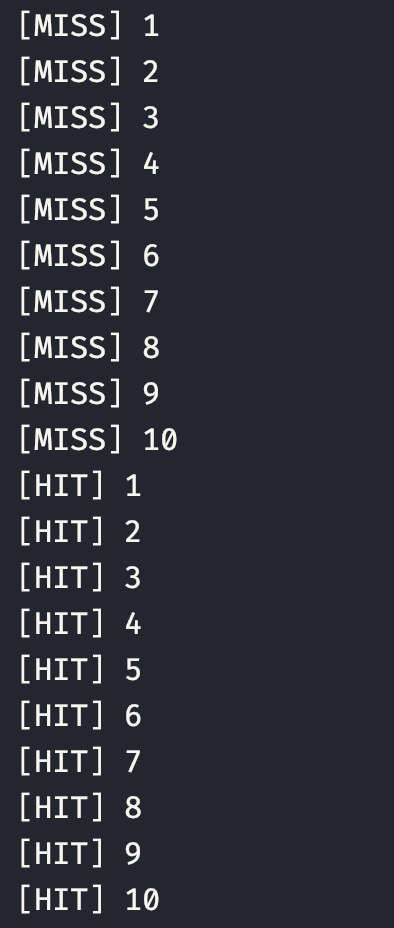 [MISS] 1
[MISS] 2
[MISS] 3
[MISS] 4
[MISS] 5
[MISS] 6
[MISS] 7
[MISS] 8
[MISS] 9
[MISS] 10
[HIT] 1
[HIT] 2
[HIT] 3
[HIT] 4
[HIT] 5
[HIT] 6
[HIT] 7
[HIT] 8
[HIT] 9
[HIT] 10